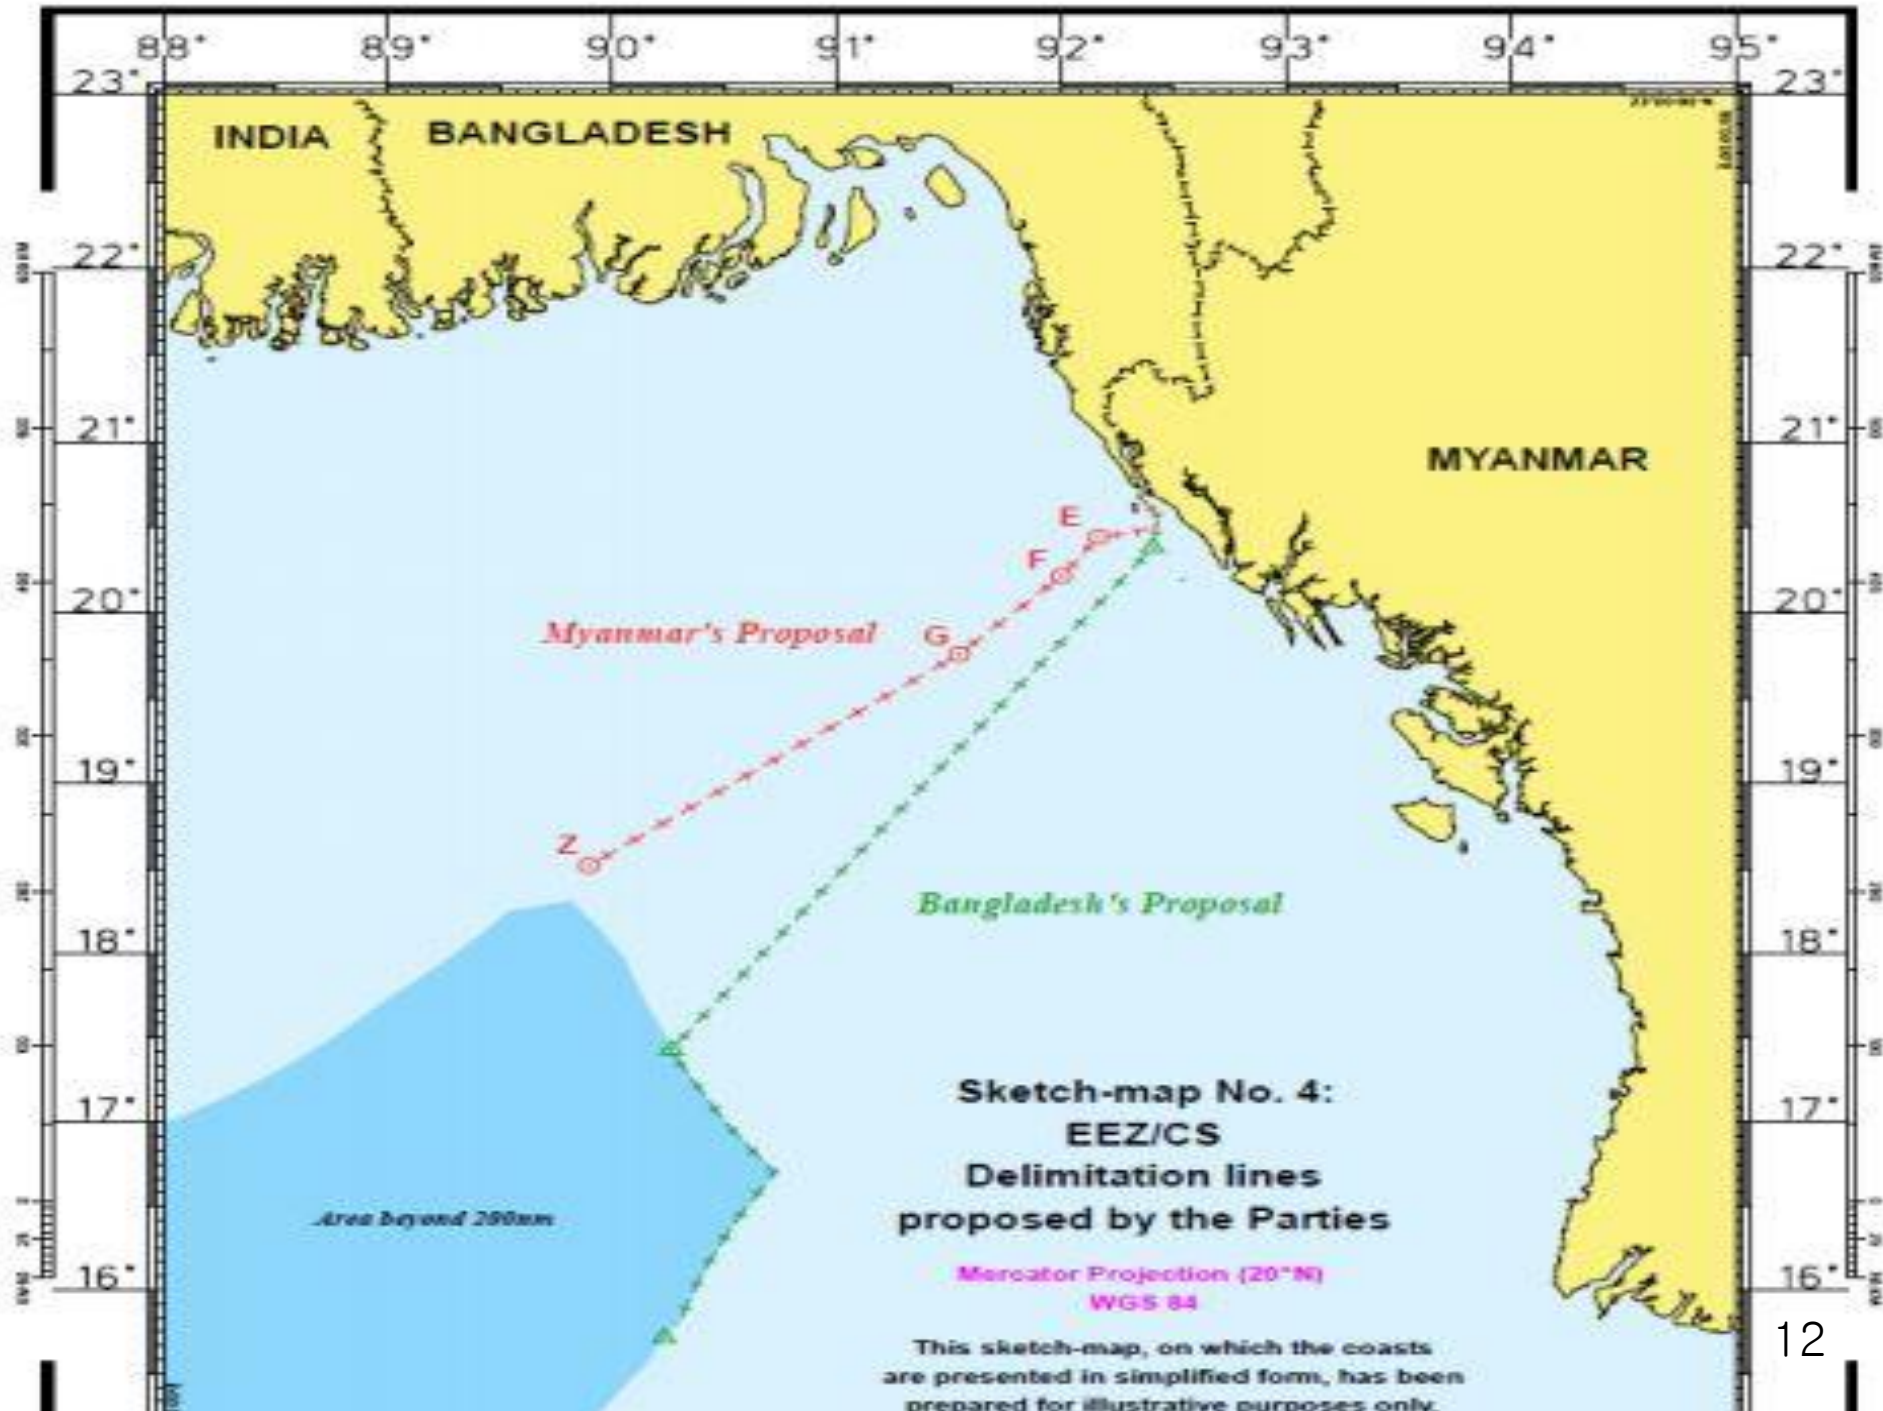 88° 89° 90° 91° 92° 93° 94° 95°
23° 23°
INDIA BANGLADESH
22° 22°
21° 21°
MYANMAR
E
F
20° 20°
Myanmar's Proposal G
19° 19°
Z
Bangladesh's Proposal
18° 18°
Sketch-map No. 4:
17° 17°
EEZ/CS
Delimitation lines
Area beyond 200nm proposed by the Parties
16° Mercator Projection (20°N) 16°
WGS 84
12
This sketch-map, on which the coasts
are presented in simplified form, has been
prepared for illustrative purposes only.